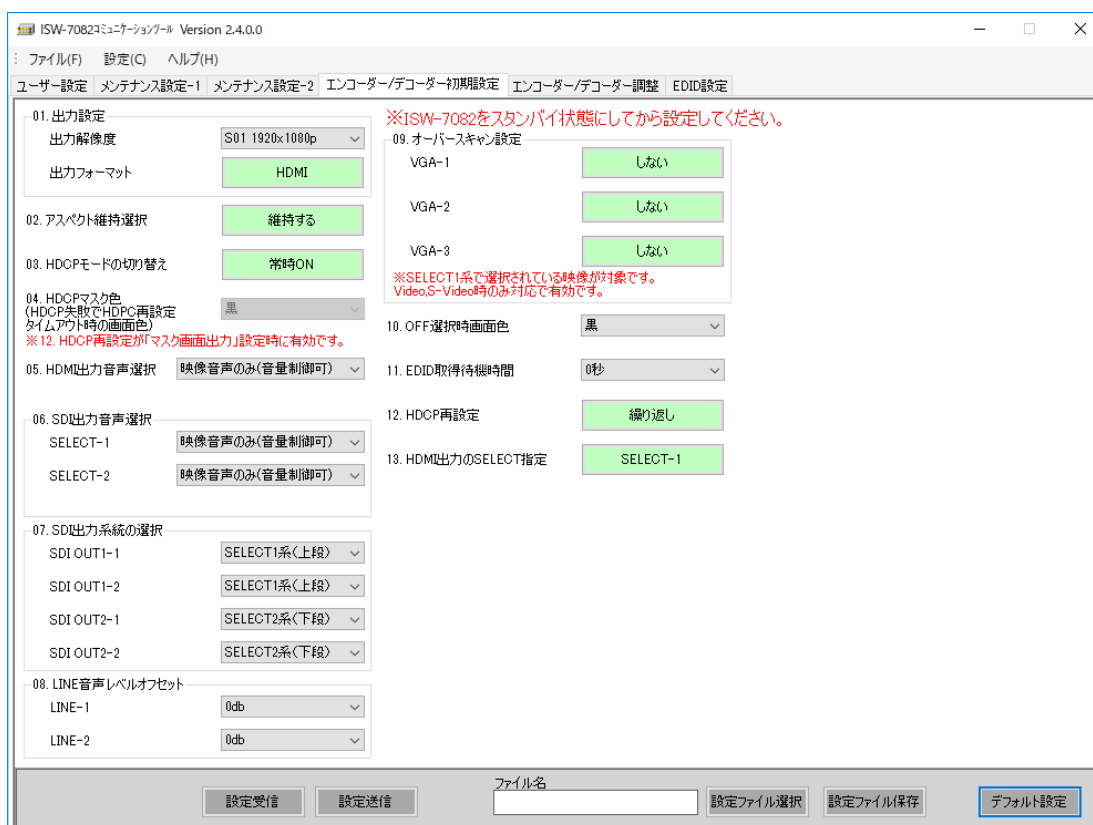 ISW-7082コミュニケーションツール Version 2.4.0.0
ファイル(F) 設定(C) ヘルプ(H)
ユーザー設定 メンテナンス設定-1 メンテナンス設定-2 エンコーダー/デコーダー初期設定 エンコーダー/デコーダー調整 EDID設定
01. 出力設定
出力解像度 S01 1920x1080p
出力フォーマット HDMI
02. アスペクト維持選択 維持する
03. HDCPモードの切り替え 常時ON
04. HDCPマスク色
(HDCP失敗でHDPC再設定
タイムアウト時の画面色)
黒
※12. HDCP再設定が「マスク画面出力」設定時に有効です。
05. HDMI出力音声選択 映像音声のみ(音量制御可)
06. SDI出力音声選択
SELECT-1 映像音声のみ(音量制御可)
SELECT-2 映像音声のみ(音量制御可)
07. SDI出力系統の選択
SDI OUT1-1 SELECT1系(上段)
SDI OUT1-2 SELECT1系(上段)
SDI OUT2-1 SELECT2系(下段)
SDI OUT2-2 SELECT2系(下段)
08. LINE音声レベルオフセット
LINE-1 0db
LINE-2 0db
※ISW-7082をスタンバイ状態にしてから設定してください。
09. オーバースキャン設定
VGA-1 しない
VGA-2 しない
VGA-3 しない
※SELECT1系で選択されている映像が対象です。
Video,S-Video時のみ対応で有効です。
10. OFF選択時画面色 黒
11. EDID取得待機時間 0秒
12. HDCP再設定 繰り返し
13. HDMI出力のSELECT指定 SELECT-1
ファイル名
設定受信 設定送信 設定ファイル選択 設定ファイル保存 デフォルト設定